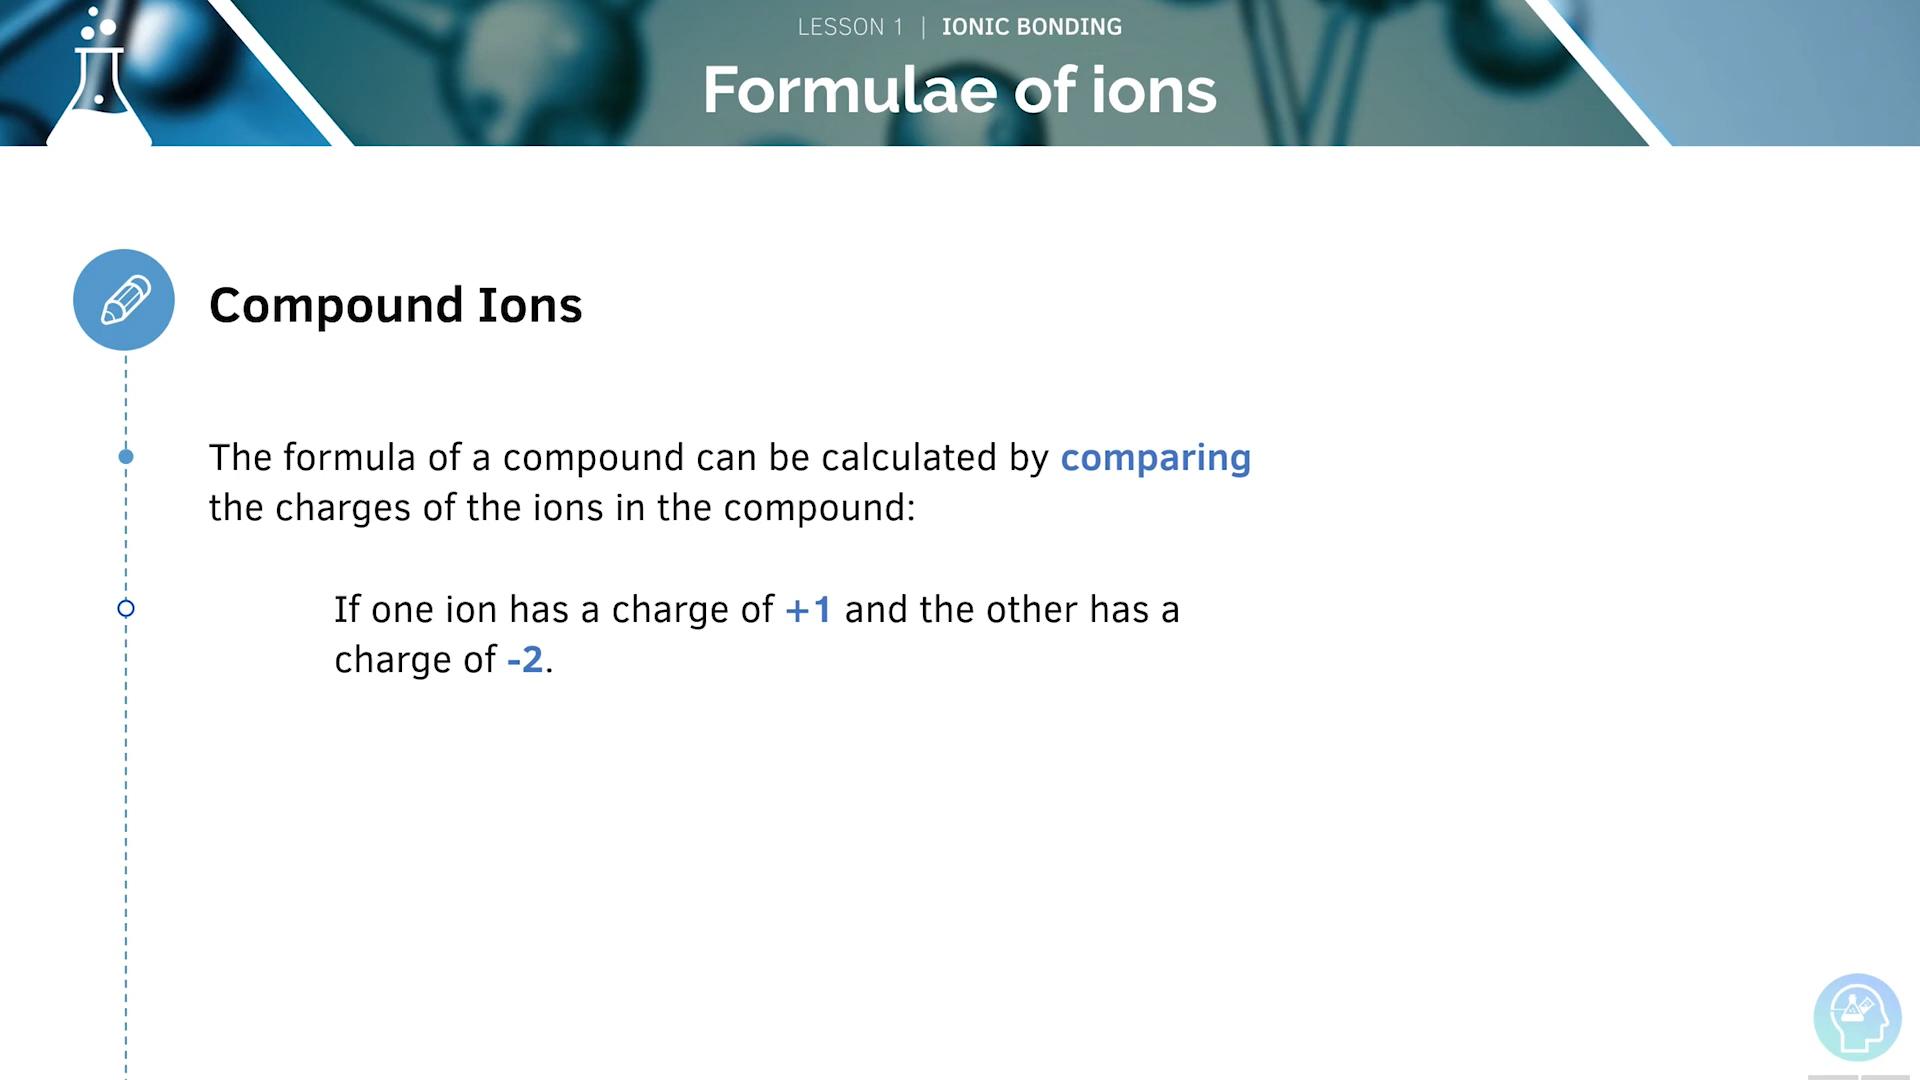 LESSON 1 | IONIC BONDING
Formulae of ions
Compound Ions
The formula of a compound can be calculated by comparing
the charges of the ions in the compound:
If one ion has a charge of +1 and the other has a
charge of -2.